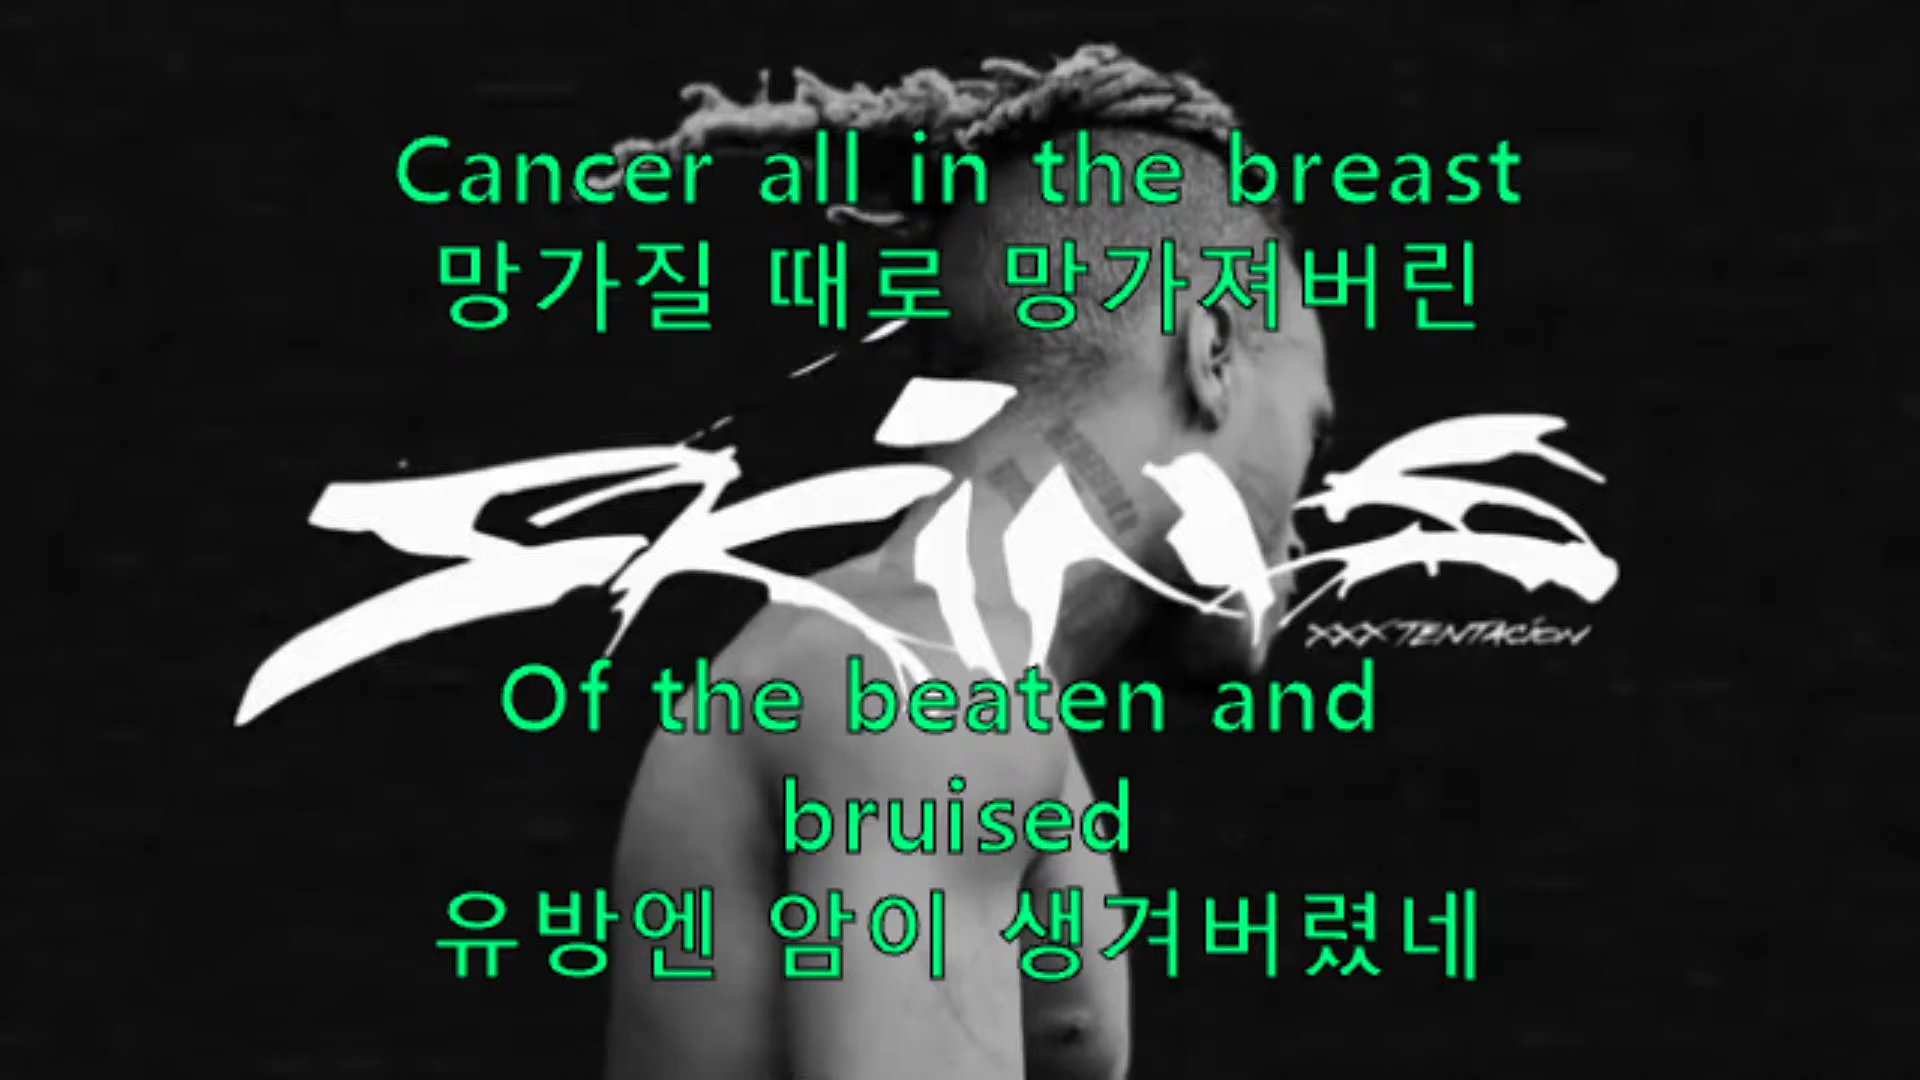 Cancer all in the breast
망가질 때로 망가져버린
SKINS
XXXTENTACION
Of the beaten and
bruised
유방엔 암이 생겨버렸네